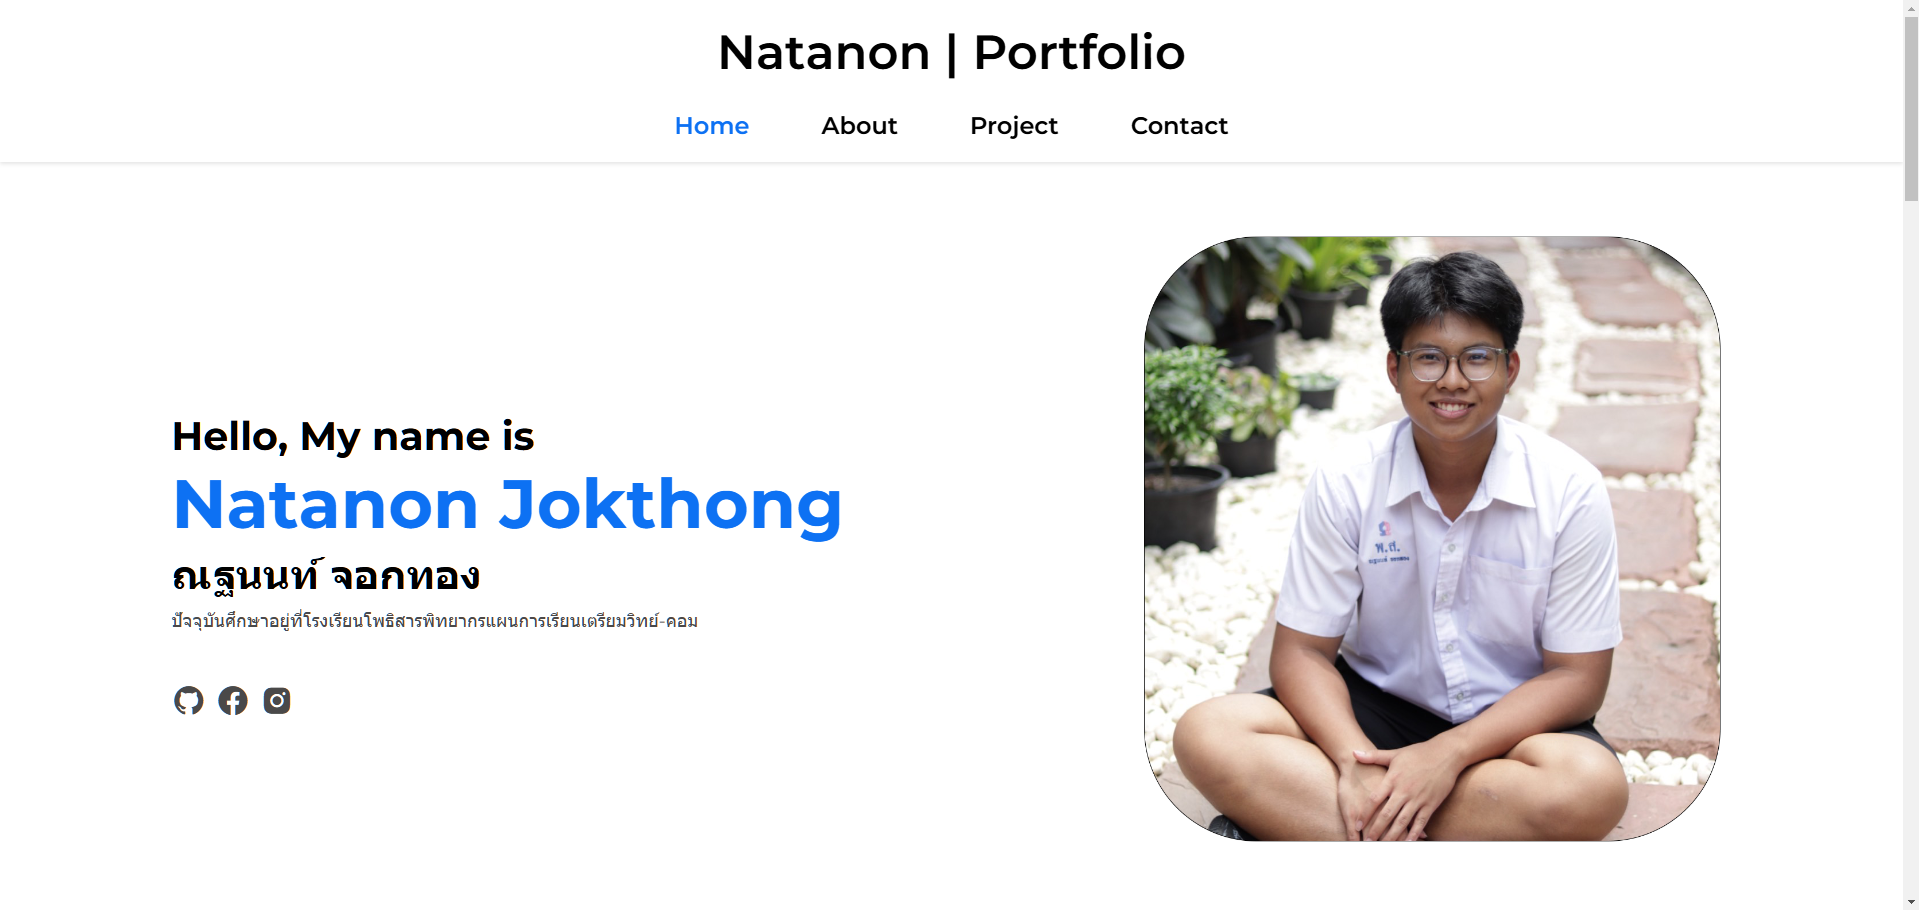 Natanon | Portfolio
Home About Project Contact
Hello, My name is
Natanon Jokthong
ณฐนนท์ จอกทอง
ปัจจุบันศึกษาอยู่ที่โรงเรียนโพธิสารพิทยากรแผนการเรียนเตรียมวิทย์-คอม
พ.ส.